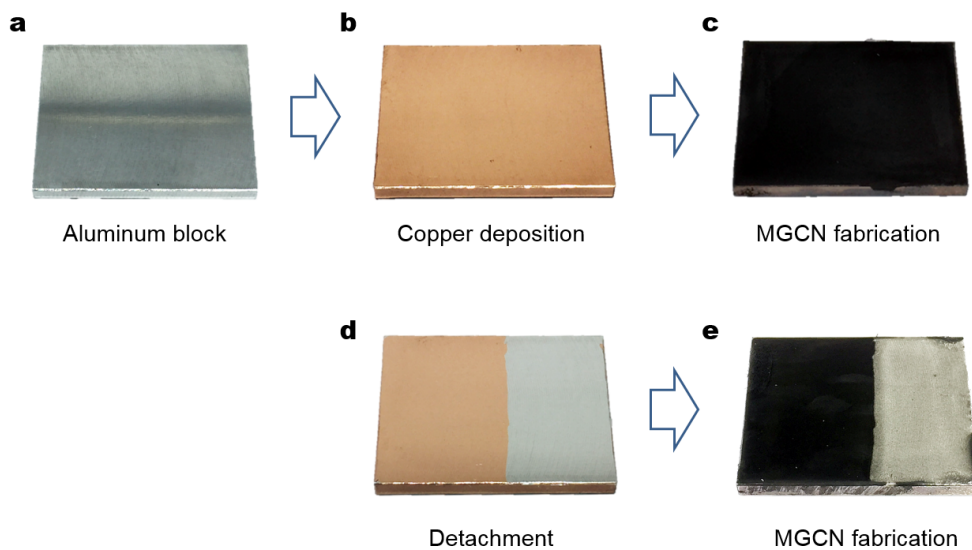 a
b
c
Aluminum block
Copper deposition
MGCN fabrication
d
e
Detachment
MGCN fabrication